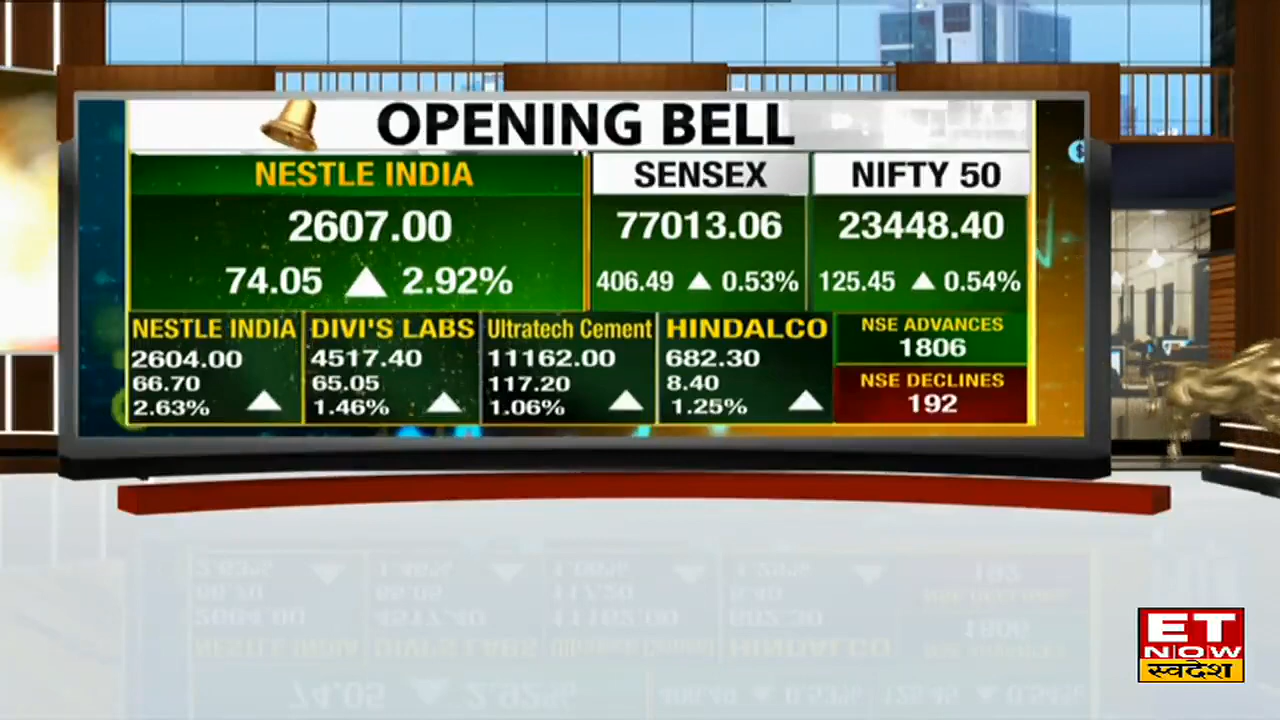 OPENING BELL
NESTLE INDIA
2607.00
74.05 ▲ 2.92%
SENSEX
77013.06
406.49 ▲ 0.53%
NIFTY 50
23448.40
125.45 ▲ 0.54%
NESTLE INDIA
2604.00
66.70
2.63% ▲
DIVI'S LABS
4517.40
65.05
1.46% ▲
Ultratech Cement
11162.00
117.20
1.06% ▲
HINDALCO
682.30
8.40
1.25% ▲
NSE ADVANCES
1806
NSE DECLINES
192
ET
NOW
स्वदेश